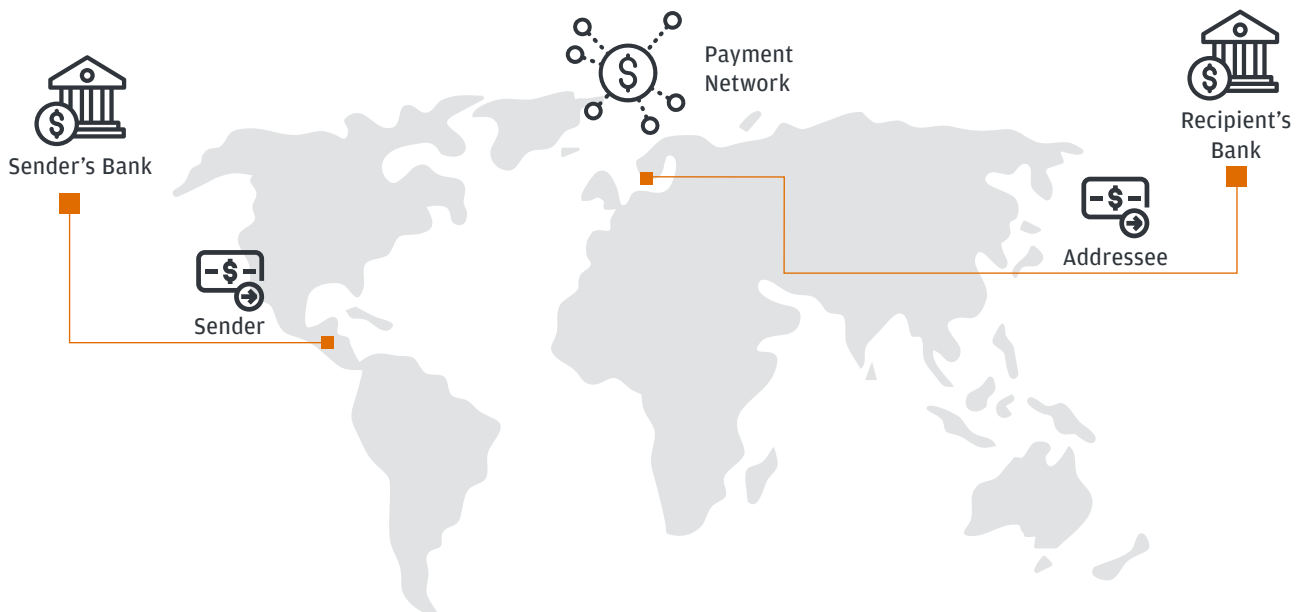 Payment
Network
Sender’s Bank
Recipient’s
Bank
$
$
$
-$-
Sender
-$-
Addressee